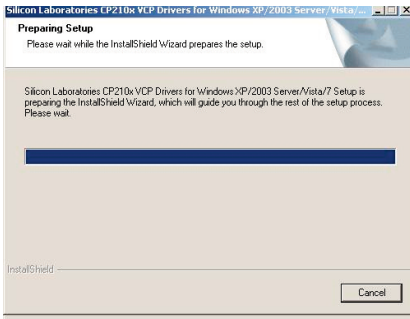 Silicon Laboratories CP210x VCP Drivers for Windows XP/2003 Server/Vista/...
Preparing Setup
Please wait while the InstallShield Wizard prepares the setup.
Silicon Laboratories CP210x VCP Drivers for Windows XP/2003 Server/Vista/7 Setup is
preparing the InstallShield Wizard, which will guide you through the rest of the setup process.
Please wait.
InstallShield
Cancel